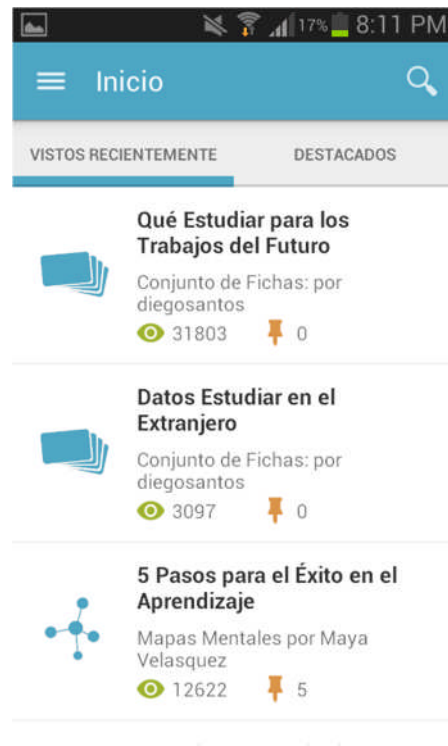 17% 8:11 PM
Inicio
VISTOS RECIENTEMENTE DESTACADOS
Qué Estudiar para los
Trabajos del Futuro
Conjunto de Fichas: por
diegosantos
31803 0
Datos Estudiar en el
Extranjero
Conjunto de Fichas: por
diegosantos
3097 0
5 Pasos para el Éxito en el
Aprendizaje
Mapas Mentales por Maya
Velasquez
12622 5